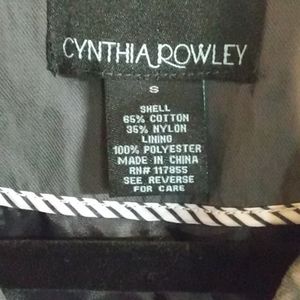 CYNTHIA ROWLEY
S
SHELL
65% COTTON
35% NYLON
LINING
100% POLYESTER
MADE IN CHINA
RN# 117855
SEE REVERSE
FOR CARE